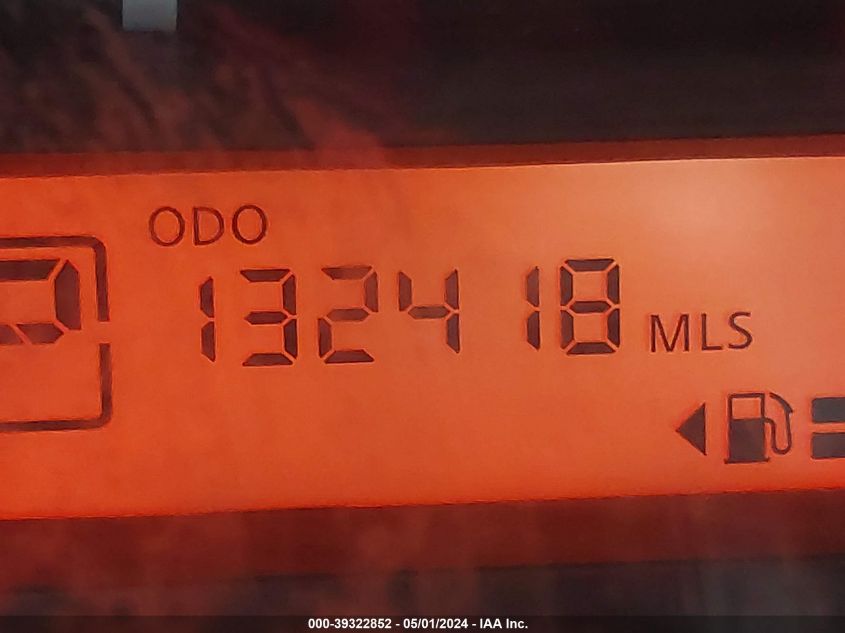 ODO
132418 MLS
000-39322852 - 05/01/2024 - IAA Inc.